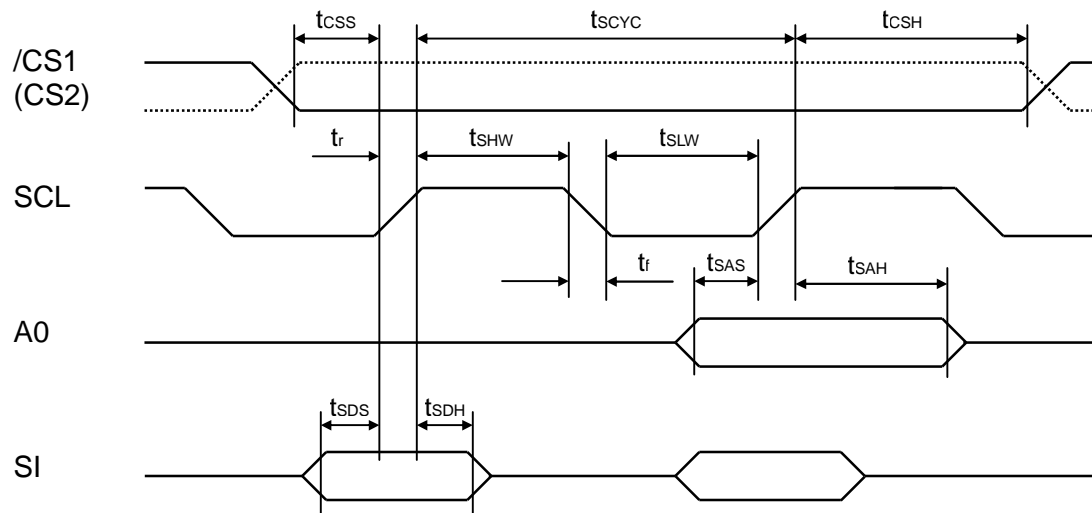 tCSS tSCYC tCSH
/CS1
(CS2)
tr tSHW tSLW
SCL
tf tSAS tSAH
A0
tSDS tSDH
SI